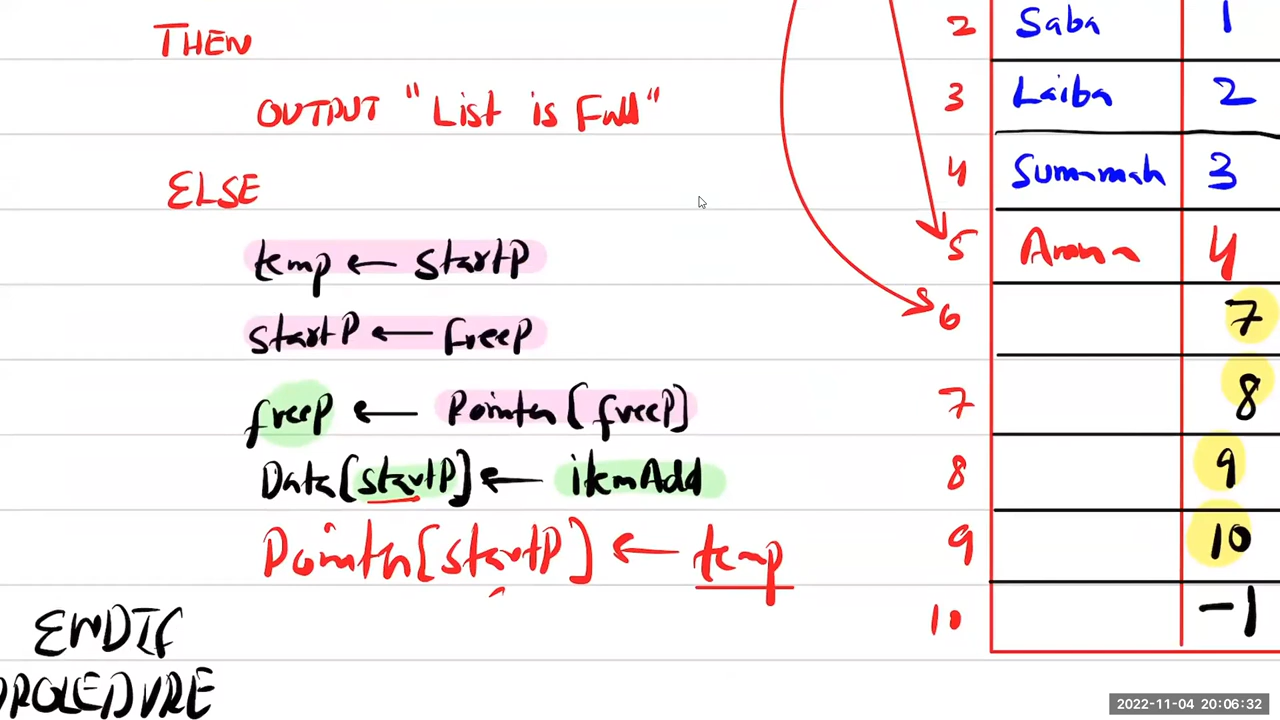 THEN
OUTPUT "List is Full"
ELSE
temp ← startP
startP ← freeP
freeP ← Pointer[freeP]
Data[startP] ← itemAdd
Pointer[startP] ← temp
ENDIF
PROCEDURE
2 Saba 1
3 Laiba 2
4 Sumamah 3
5 4
6 7
7 8
8 9
9 10
10 -1
2022-11-04 20:06:32